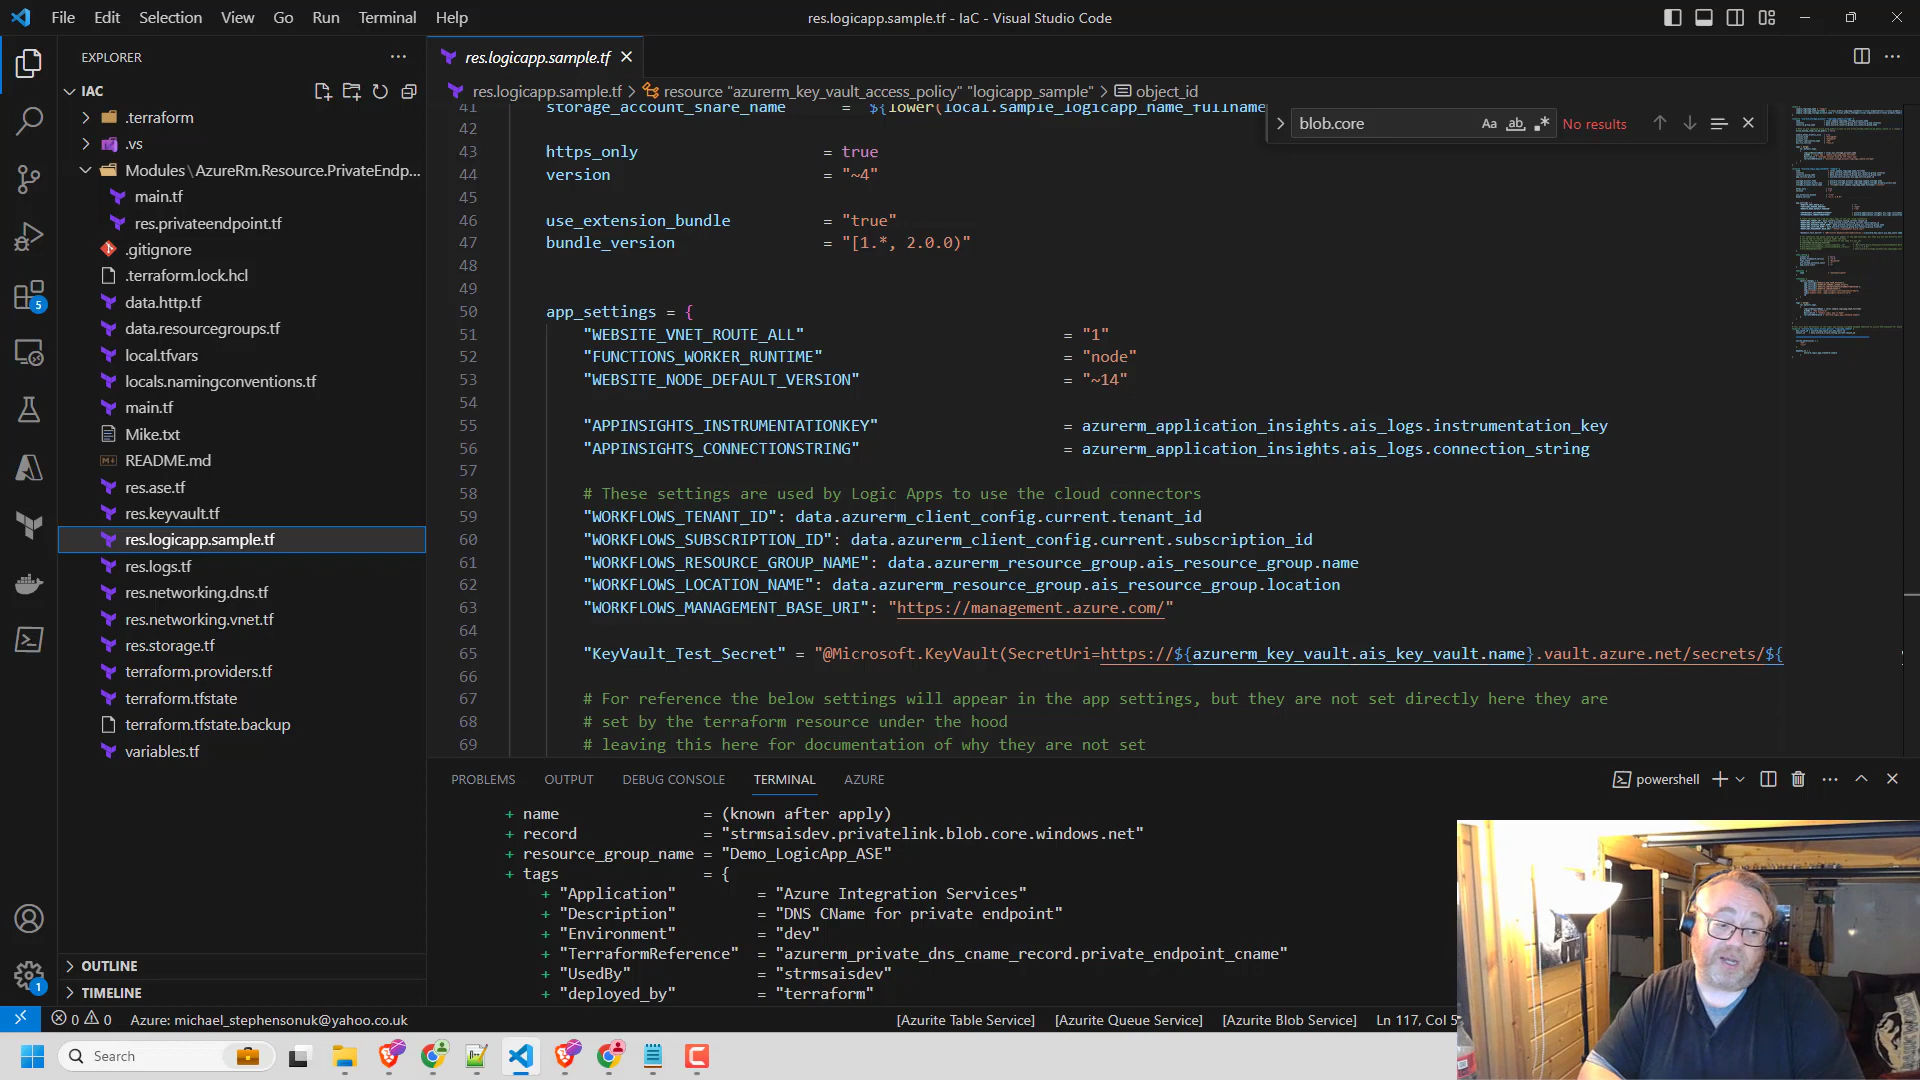 File Edit Selection View Go Run Terminal Help
res.logicapp.sample.tf - IaC - Visual Studio Code
EXPLORER
IAC
.terraform
.vs
Modules\AzureRm.Resource.PrivateEndp...
main.tf
res.privateendpoint.tf
.gitignore
.terraform.lock.hcl
data.http.tf
data.resourcegroups.tf
local.tfvars
locals.namingconventions.tf
main.tf
Mike.txt
README.md
res.ase.tf
res.keyvault.tf
res.logicapp.sample.tf
res.logs.tf
res.networking.dns.tf
res.networking.vnet.tf
res.storage.tf
terraform.providers.tf
terraform.tfstate
terraform.tfstate.backup
variables.tf
OUTLINE
TIMELINE
5
1
res.logicapp.sample.tf
res.logicapp.sample.tf > resource "azurerm_key_vault_access_policy" "logicapp_sample" > object_id
blob.core Aa ab No results
41 storage_account_share_name = "${lower(local.sample_logicapp_name_fullname
42
43 https_only = true
44 version = "~4"
45
46 use_extension_bundle = "true"
47 bundle_version = "[1.*, 2.0.0)"
48
49
50 app_settings = {
51 "WEBSITE_VNET_ROUTE_ALL" = "1"
52 "FUNCTIONS_WORKER_RUNTIME" = "node"
53 "WEBSITE_NODE_DEFAULT_VERSION" = "~14"
54
55 "APPINSIGHTS_INSTRUMENTATIONKEY" = azurerm_application_insights.ais_logs.instrumentation_key
56 "APPINSIGHTS_CONNECTIONSTRING" = azurerm_application_insights.ais_logs.connection_string
57
58 # These settings are used by Logic Apps to use the cloud connectors
59 "WORKFLOWS_TENANT_ID": data.azurerm_client_config.current.tenant_id
60 "WORKFLOWS_SUBSCRIPTION_ID": data.azurerm_client_config.current.subscription_id
61 "WORKFLOWS_RESOURCE_GROUP_NAME": data.azurerm_resource_group.ais_resource_group.name
62 "WORKFLOWS_LOCATION_NAME": data.azurerm_resource_group.ais_resource_group.location
63 "WORKFLOWS_MANAGEMENT_BASE_URI": "https://management.azure.com/"
64
65 "KeyVault_Test_Secret" = "@Microsoft.KeyVault(SecretUri=https://${azurerm_key_vault.ais_key_vault.name}.vault.azure.net/secrets/${
66
67 # For reference the below settings will appear in the app settings, but they are not set directly here they are
68 # set by the terraform resource under the hood
69 # leaving this here for documentation of why they are not set
PROBLEMS OUTPUT DEBUG CONSOLE TERMINAL AZURE
powershell
+ name = (known after apply)
+ record = "strmsaisdev.privatelink.blob.core.windows.net"
+ resource_group_name = "Demo_LogicApp_ASE"
+ tags = {
+ "Application" = "Azure Integration Services"
+ "Description" = "DNS CName for private endpoint"
+ "Environment" = "dev"
+ "TerraformReference" = "azurerm_private_dns_cname_record.private_endpoint_cname"
+ "UsedBy" = "strmsaisdev"
+ "deployed_by" = "terraform"
0 0 Azure: michael_stephensonuk@yahoo.co.uk
[Azurite Table Service] [Azurite Queue Service] [Azurite Blob Service] Ln 117, Col 5
Search